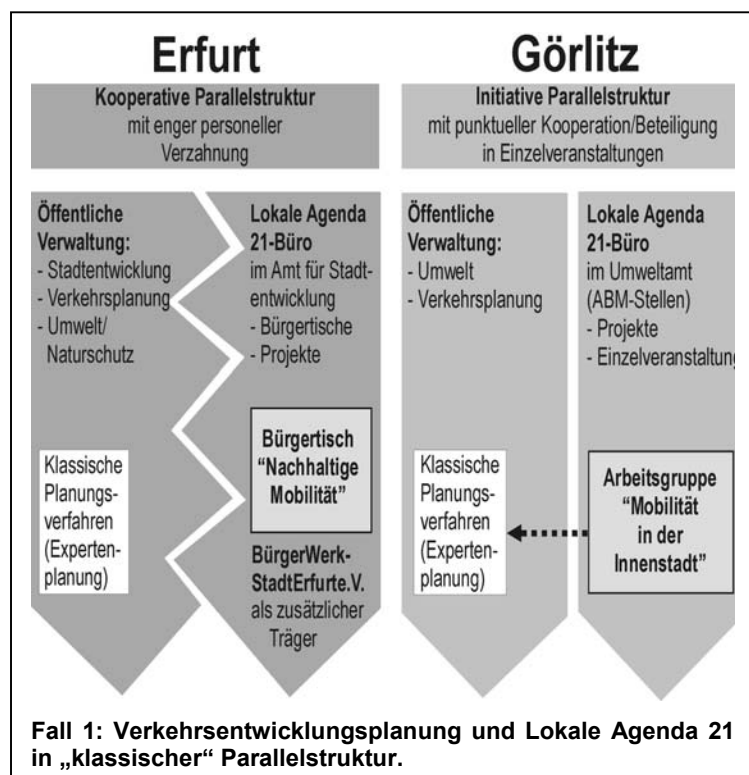 Erfurt
Kooperative Parallelstruktur
mit enger personeller
Verzahnung
Öffentliche
Verwaltung:
- Stadtentwicklung
- Verkehrsplanung
- Umwelt/
Naturschutz
Klassische
Planungs-
verfahren
(Experten-
planung)
Lokale Agenda
21-Büro
im Amt für Stadt-
entwicklung
- Bürgertische
- Projekte
Bürgertisch
“Nachhaltige
Mobilität”
BürgerWerk-
StadtErfurte.V.
als zusätzlicher
Träger
Görlitz
Initiative Parallelstruktur
mit punktueller Kooperation/Beteiligung
in Einzelveranstaltungen
Öffentliche
Verwaltung:
- Umwelt
- Verkehrsplanung
Klassische
Planungs-
verfahren
(Experten-
planung)
Lokale Agenda
21-Büro
im Umweltamt
(ABM-Stellen)
- Projekte
- Einzelveranstaltung
Arbeitsgruppe
“Mobilität
in der
Innenstadt”
Fall 1: Verkehrsentwicklungsplanung und Lokale Agenda 21
in „klassischer“ Parallelstruktur.